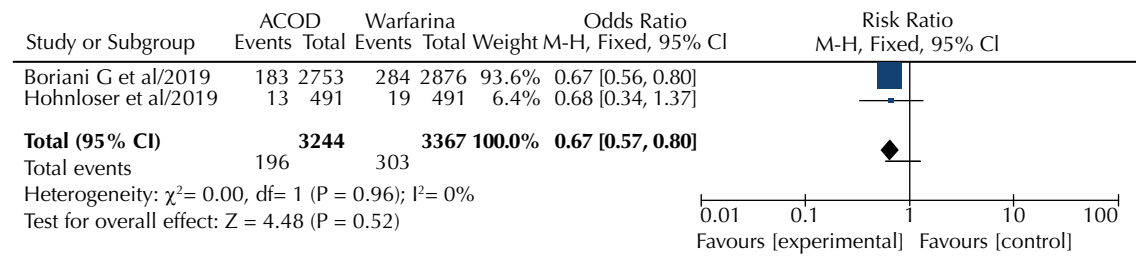 ACOD Warfarina Odds Ratio Risk Ratio
Study or Subgroup Events Total Events Total Weight M-H, Fixed, 95% Cl M-H, Fixed, 95% Cl
Boriani G et al/2019 183 2753 284 2876 93.6% 0.67 [0.56, 0.80]
Hohnloser et al/2019 13 491 19 491 6.4% 0.68 [0.34, 1.37]
Total (95% CI) 3244 3367 100.0% 0.67 [0.57, 0.80]
Total events 196 303
Heterogeneity: χ²= 0.00, df= 1 (P = 0.96); I²= 0%
Test for overall effect: Z = 4.48 (P = 0.52)
0.01 0.1 1 10 100
Favours [experimental] Favours [control]